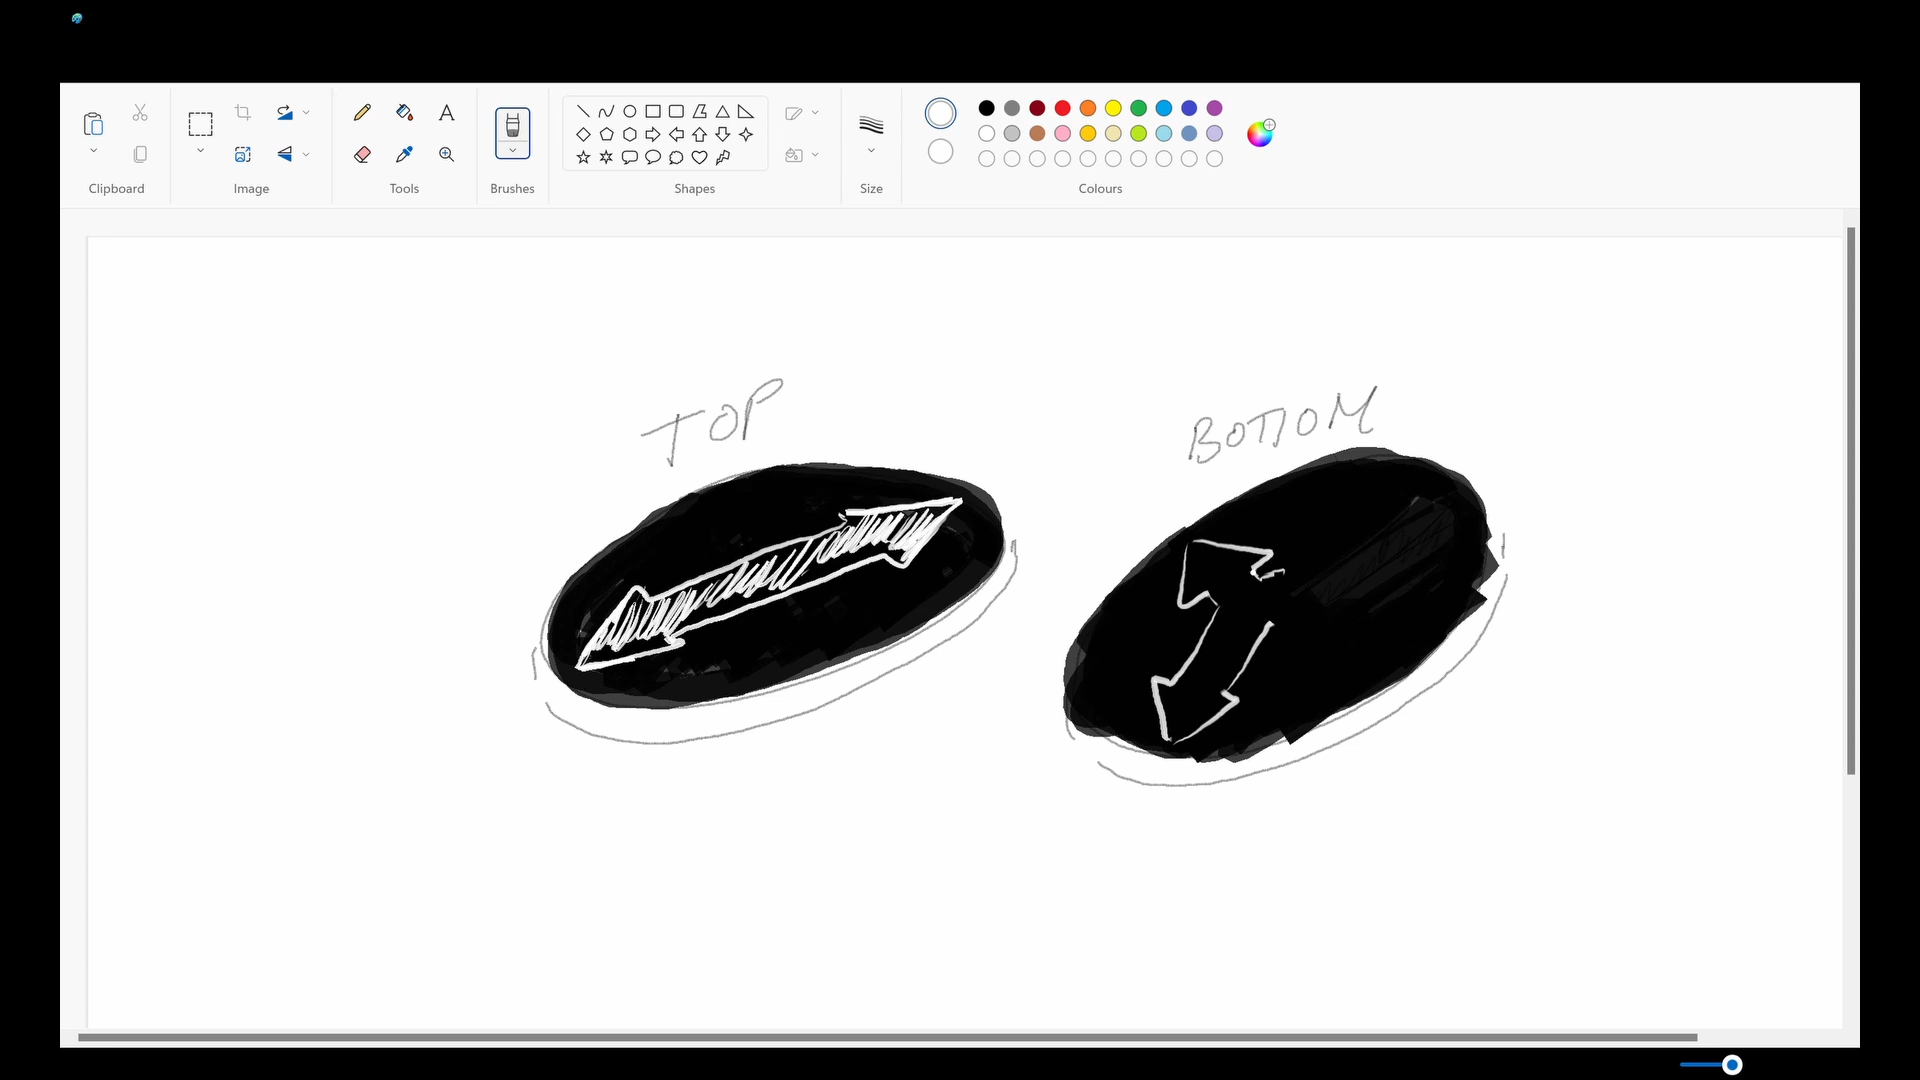 Clipboard
Image
Tools
Brushes
Shapes
Size
Colours
TOP
BOTTOM